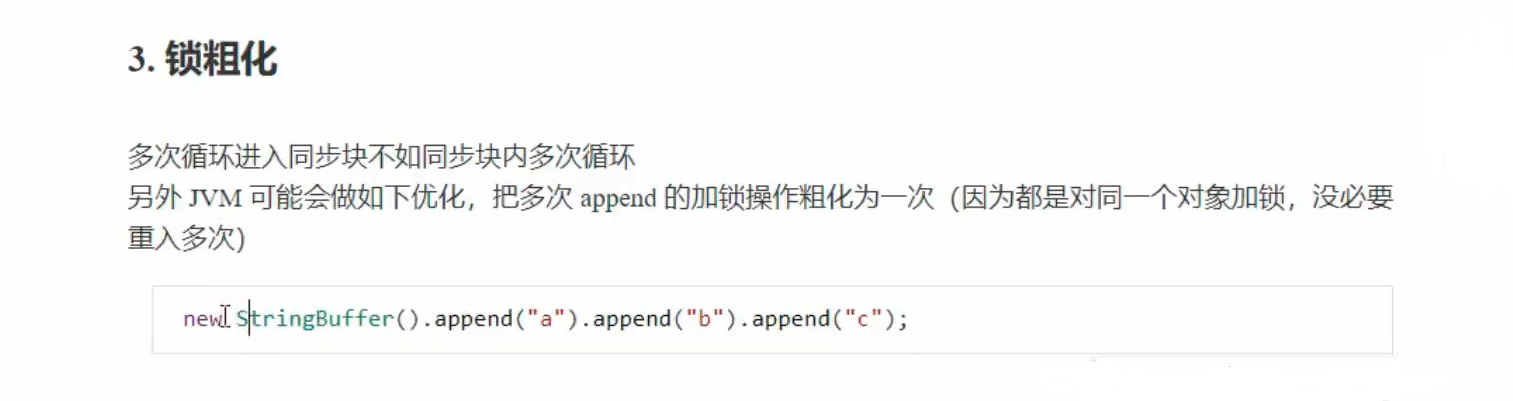 3. 锁粗化
多次循环进入同步块不如同步块内多次循环
另外 JVM 可能会做如下优化，把多次 append 的加锁操作粗化为一次（因为都是对同一个对象加锁，没必要
重入多次）
new StringBuffer().append("a").append("b").append("c");